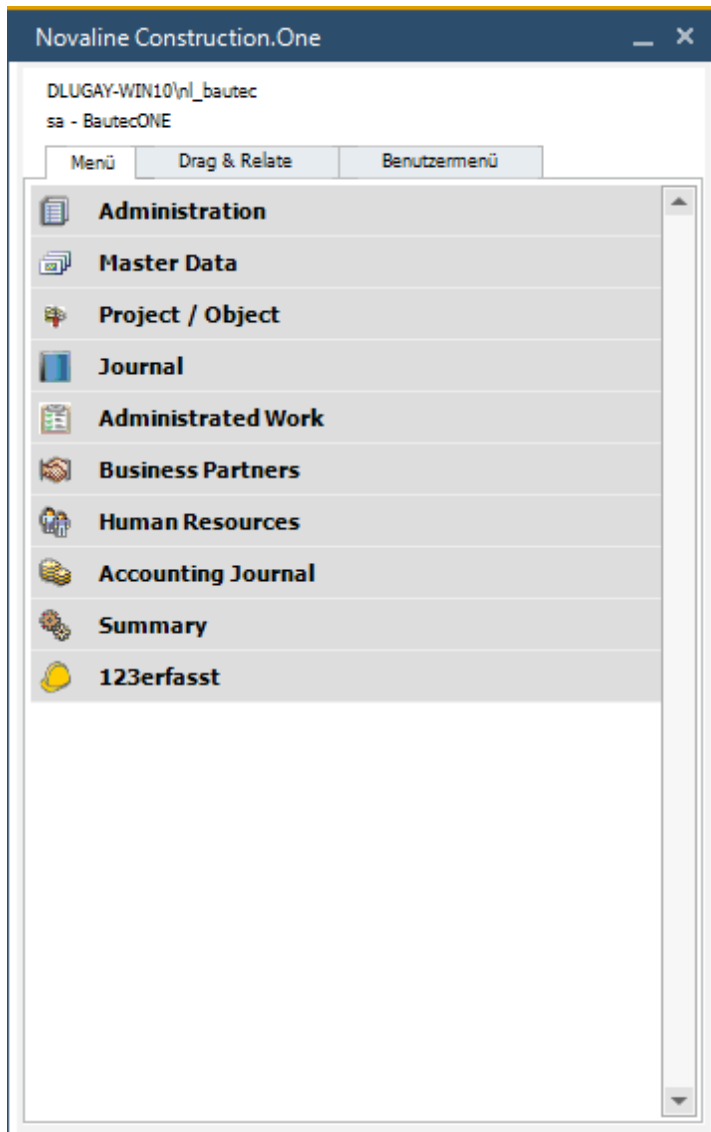 Novaline Construction.One
DLUGAY-WIN10\nl_bautec
sa - BautecONE
Menü Drag & Relate Benutzermenü
Administration
Master Data
Project / Object
Journal
Administrated Work
Business Partners
Human Resources
Accounting Journal
Summary
123erfasst